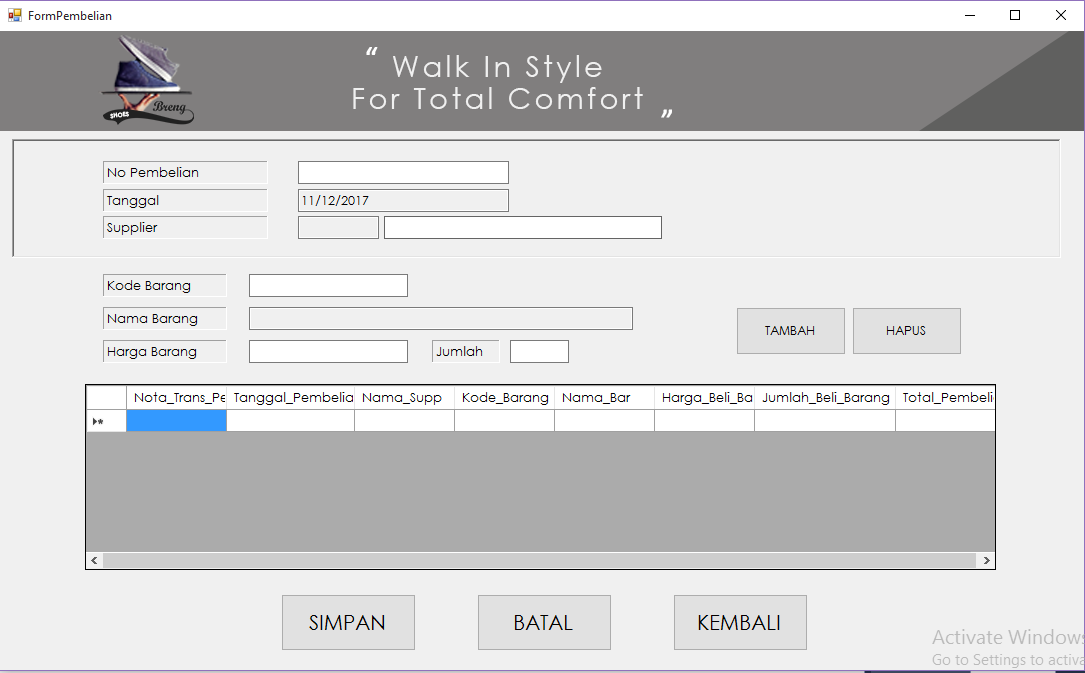 FormPembelian
“ Walk In Style
For Total Comfort „
SHOES Breng
No Pembelian
Tanggal 11/12/2017
Supplier
Kode Barang
Nama Barang
TAMBAH HAPUS
Harga Barang Jumlah
Nota_Trans_Pe Tanggal_Pembelia Nama_Supp Kode_Barang Nama_Bar Harga_Beli_Ba Jumlah_Beli_Barang Total_Pembeli
SIMPAN BATAL KEMBALI
Activate Windows
Go to Settings to activa